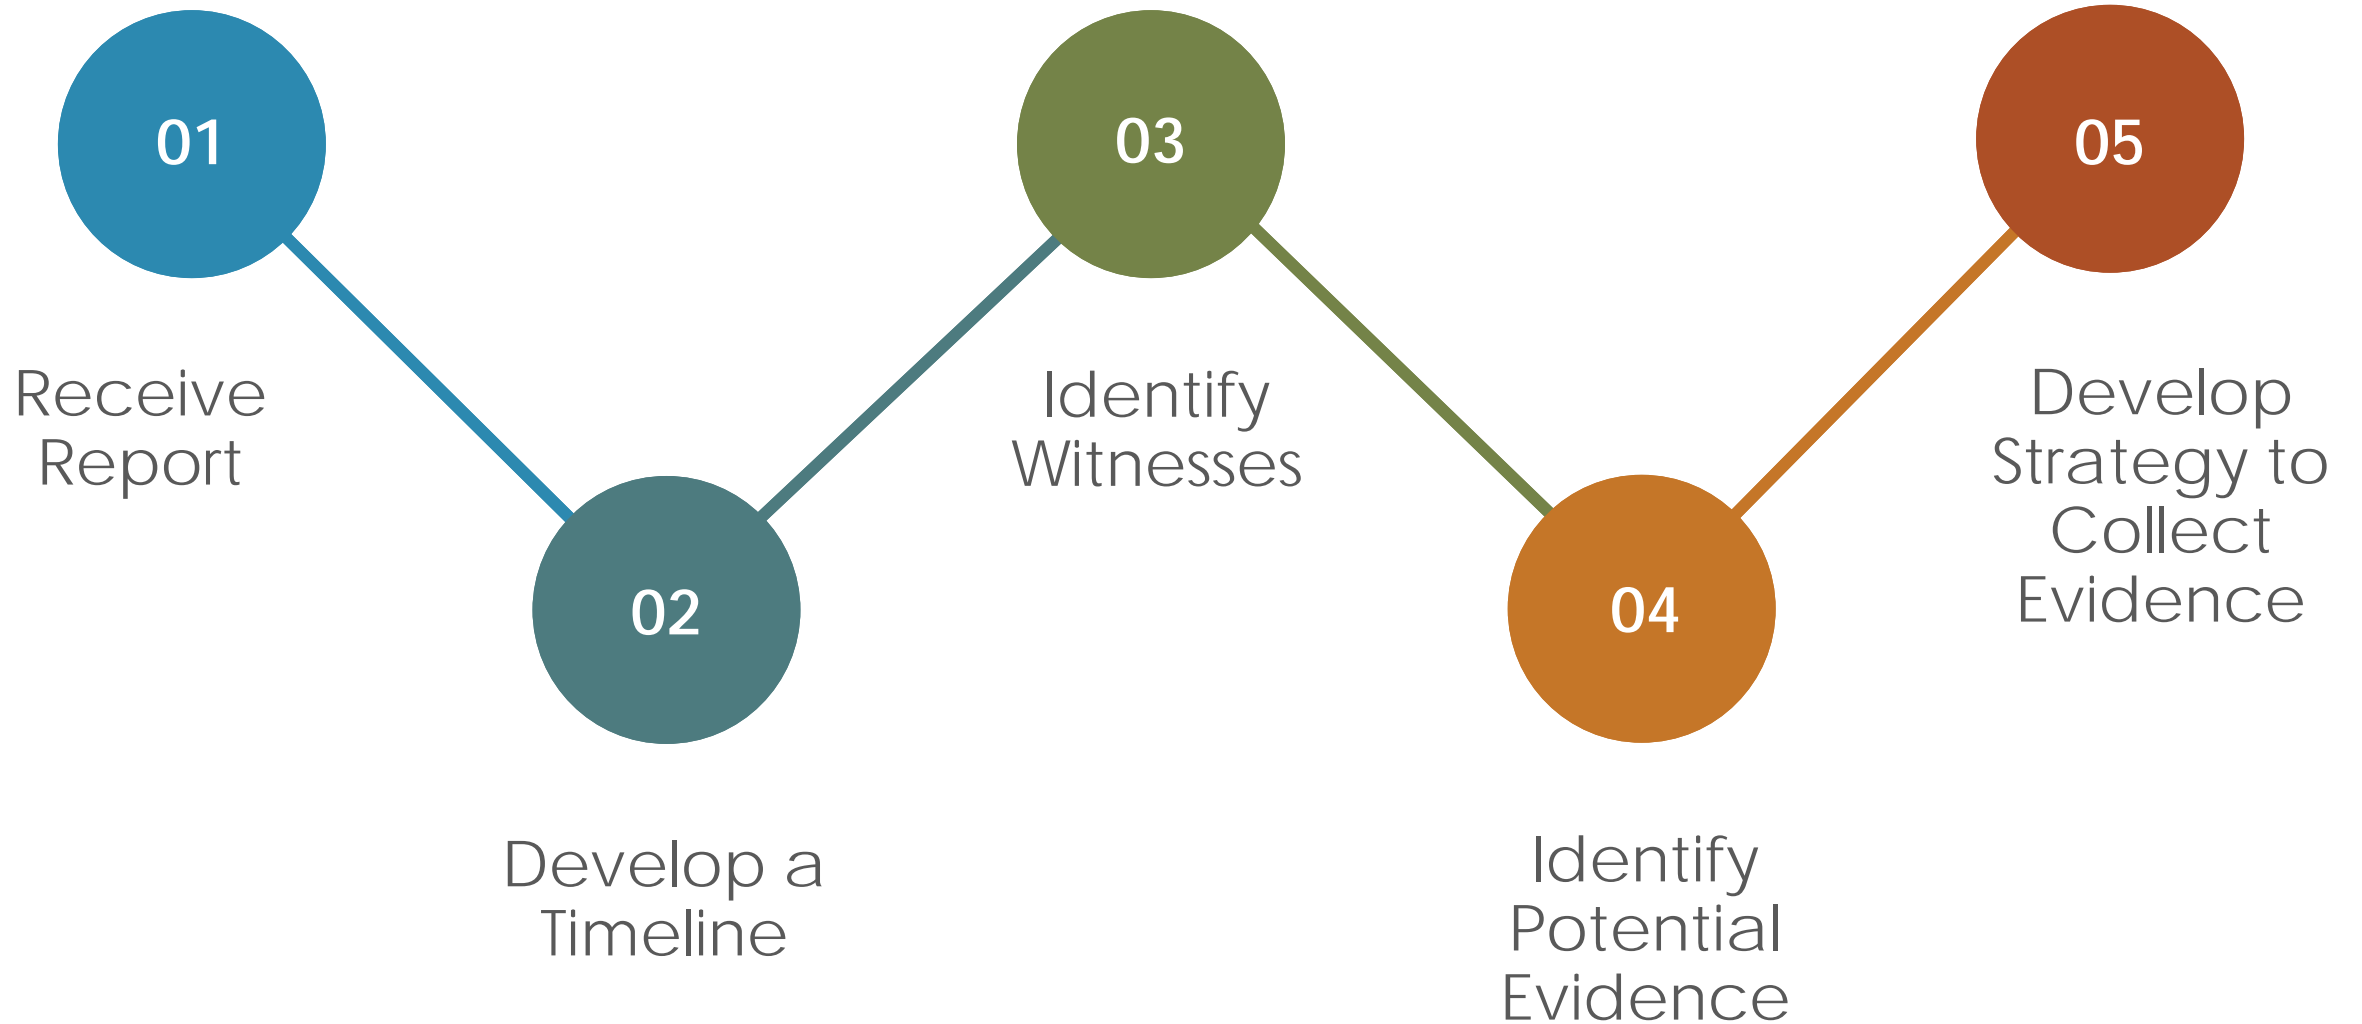 01
Receive
Report
02
Develop a
Timeline
03
Identify
Witnesses
04
Identify
Potential
Evidence
05
Develop
Strategy to
Collect
Evidence